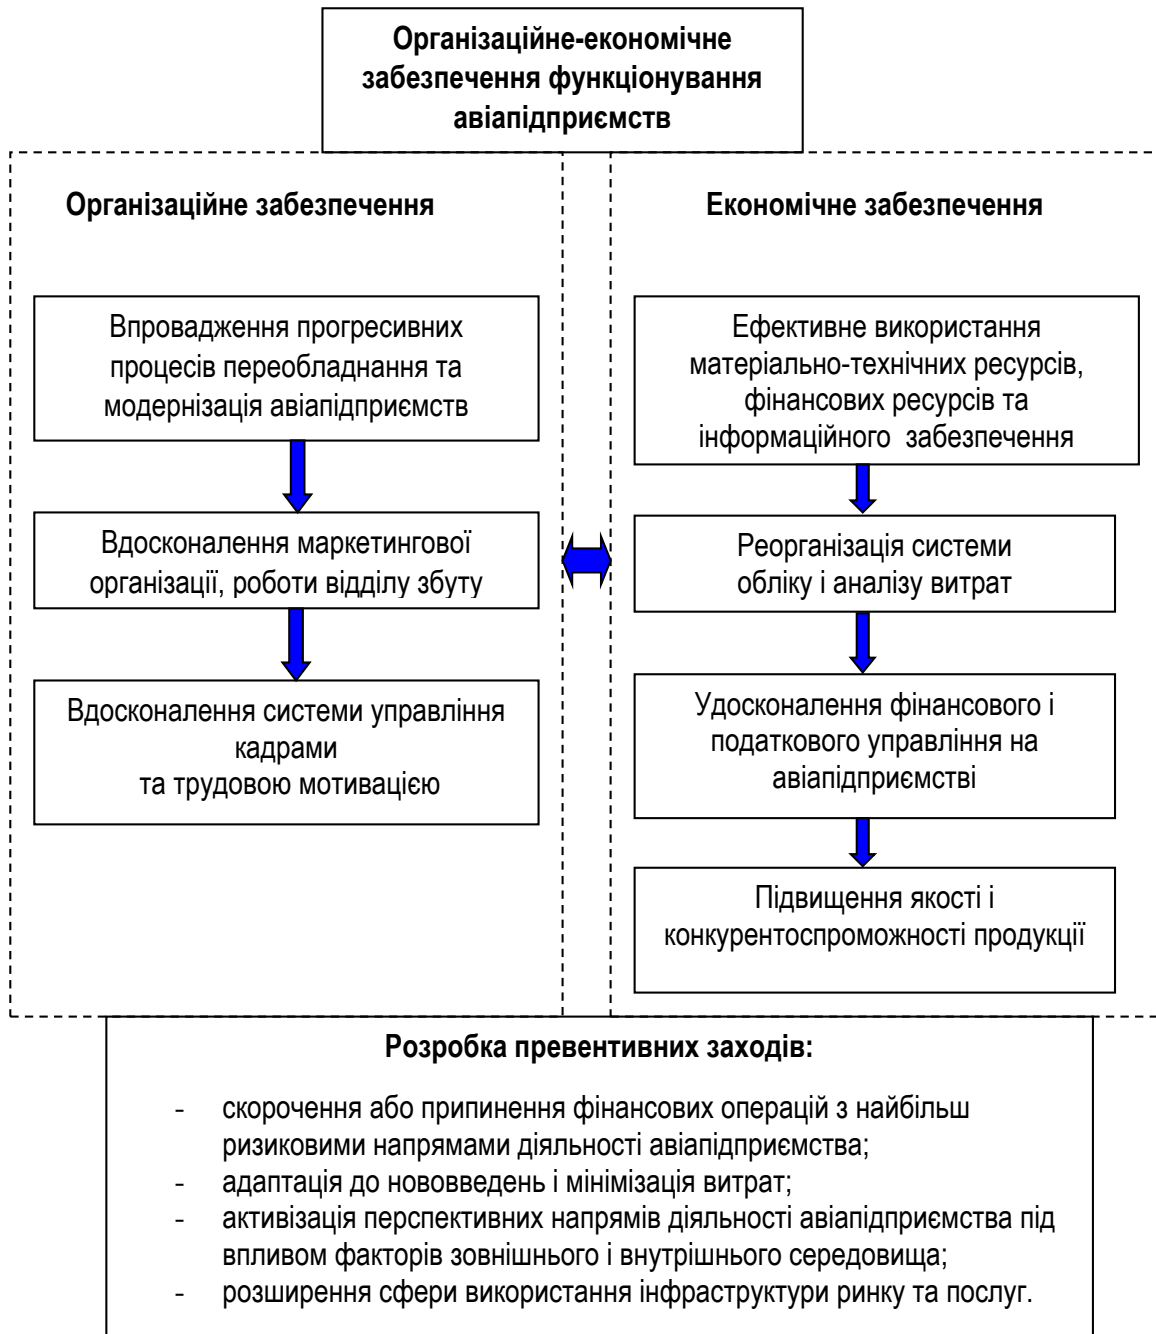 Організаційне-економічне
забезпечення функціонування
авіапідприємств
Організаційне забезпечення
Впровадження прогресивних
процесів переобладнання та
модернізація авіапідприємств
Вдосконалення маркетингової
організації, роботи відділу збуту
Вдосконалення системи управління
кадрами
та трудовою мотивацією
Економічне забезпечення
Ефективне використання
матеріально-технічних ресурсів,
фінансових ресурсів та
інформаційного забезпечення
Реорганізація системи
обліку і аналізу витрат
Удосконалення фінансового і
податкового управління на
авіапідприємстві
Підвищення якості і
конкурентоспроможності продукції
Розробка превентивних заходів:
- скорочення або припинення фінансових операцій з найбільш
ризиковими напрямами діяльності авіапідприємства;
- адаптація до нововведень і мінімізація витрат;
- активізація перспективних напрямів діяльності авіапідприємства під
впливом факторів зовнішнього і внутрішнього середовища;
- розширення сфери використання інфраструктури ринку та послуг.